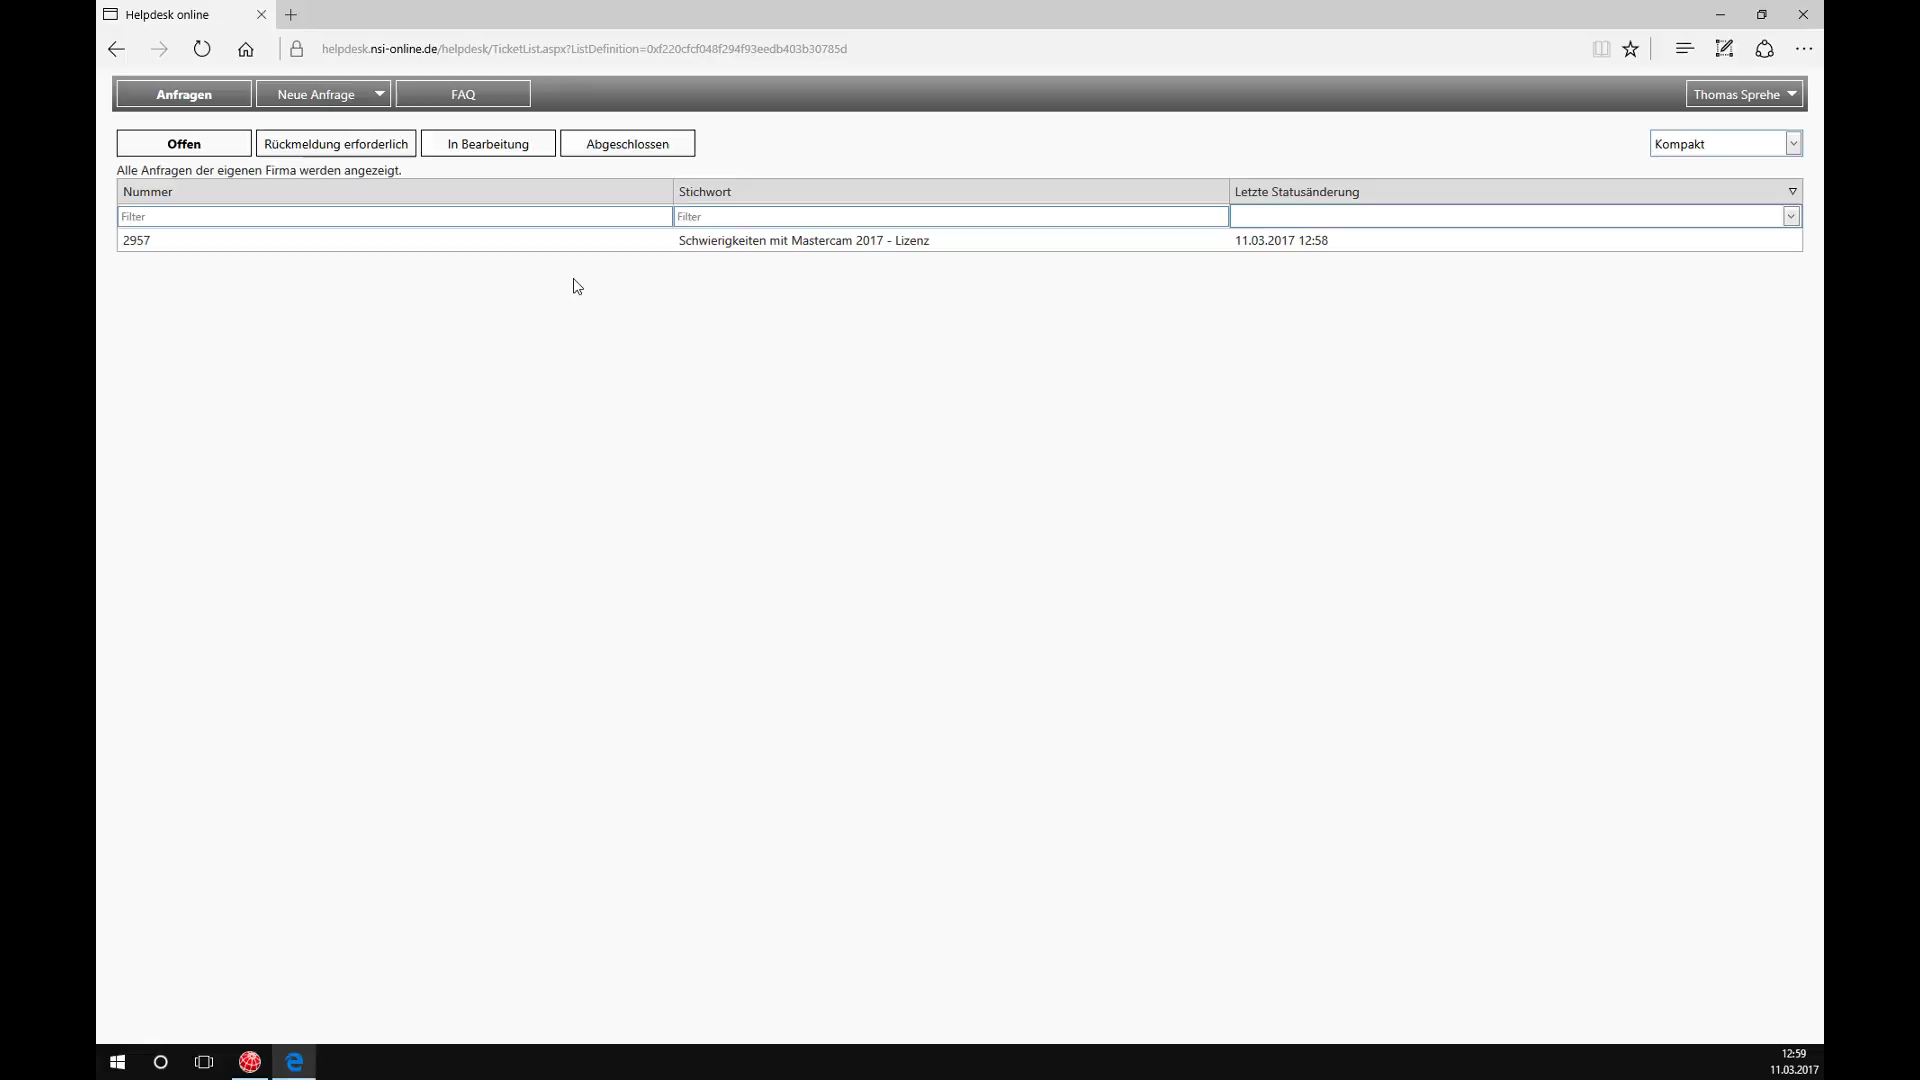 Helpdesk online
helpdesk.nsi-online.de/helpdesk/TicketList.aspx?ListDefinition=0xf220cfcf048f294f93eedb403b30785d
Anfragen Neue Anfrage FAQ Thomas Sprehe
Offen Rückmeldung erforderlich In Bearbeitung Abgeschlossen Kompakt
Alle Anfragen der eigenen Firma werden angezeigt.
Nummer Stichwort Letzte Statusänderung
Filter Filter
2957 Schwierigkeiten mit Mastercam 2017 - Lizenz 11.03.2017 12:58
12:59
11.03.2017